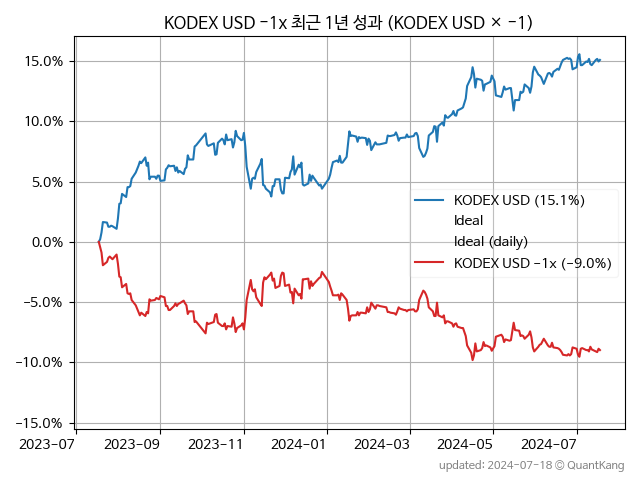 KODEX USD −1x 최근 1년 성과 (KODEX USD × −1)
15.0%
10.0%
5.0%
0.0%
−5.0%
−10.0%
−15.0%
KODEX USD (15.1%)
Ideal
Ideal (daily)
KODEX USD −1x (−9.0%)
2023-07 2023-09 2023-11 2024-01 2024-03 2024-05 2024-07
updated: 2024-07-18 © QuantKang